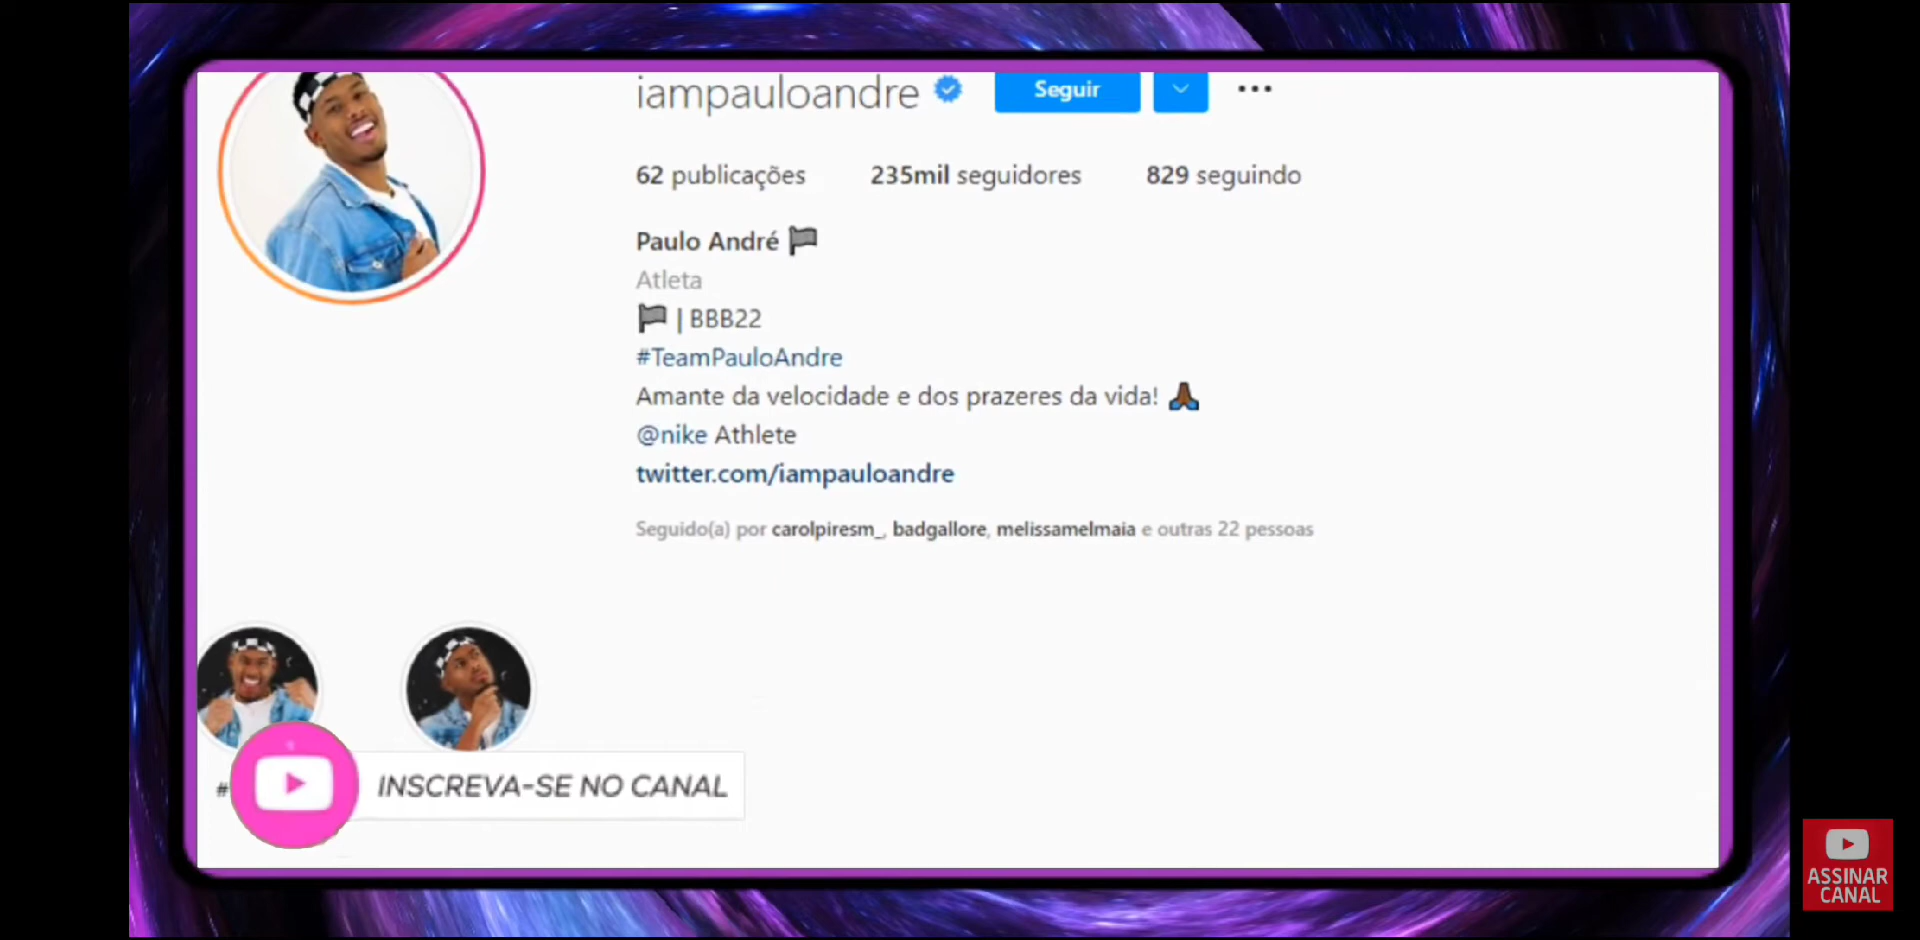 iampauloandre
Seguir
62 publicações 235mil seguidores 829 seguindo
Paulo André
Atleta
| BBB22
#TeamPauloAndre
Amante da velocidade e dos prazeres da vida!
@nike Athlete
twitter.com/iampauloandre
Seguido(a) por carolpiresm_, badgallore, melissamelmaia e outras 22 pessoas
#
INSCREVA-SE NO CANAL
ASSINAR
CANAL